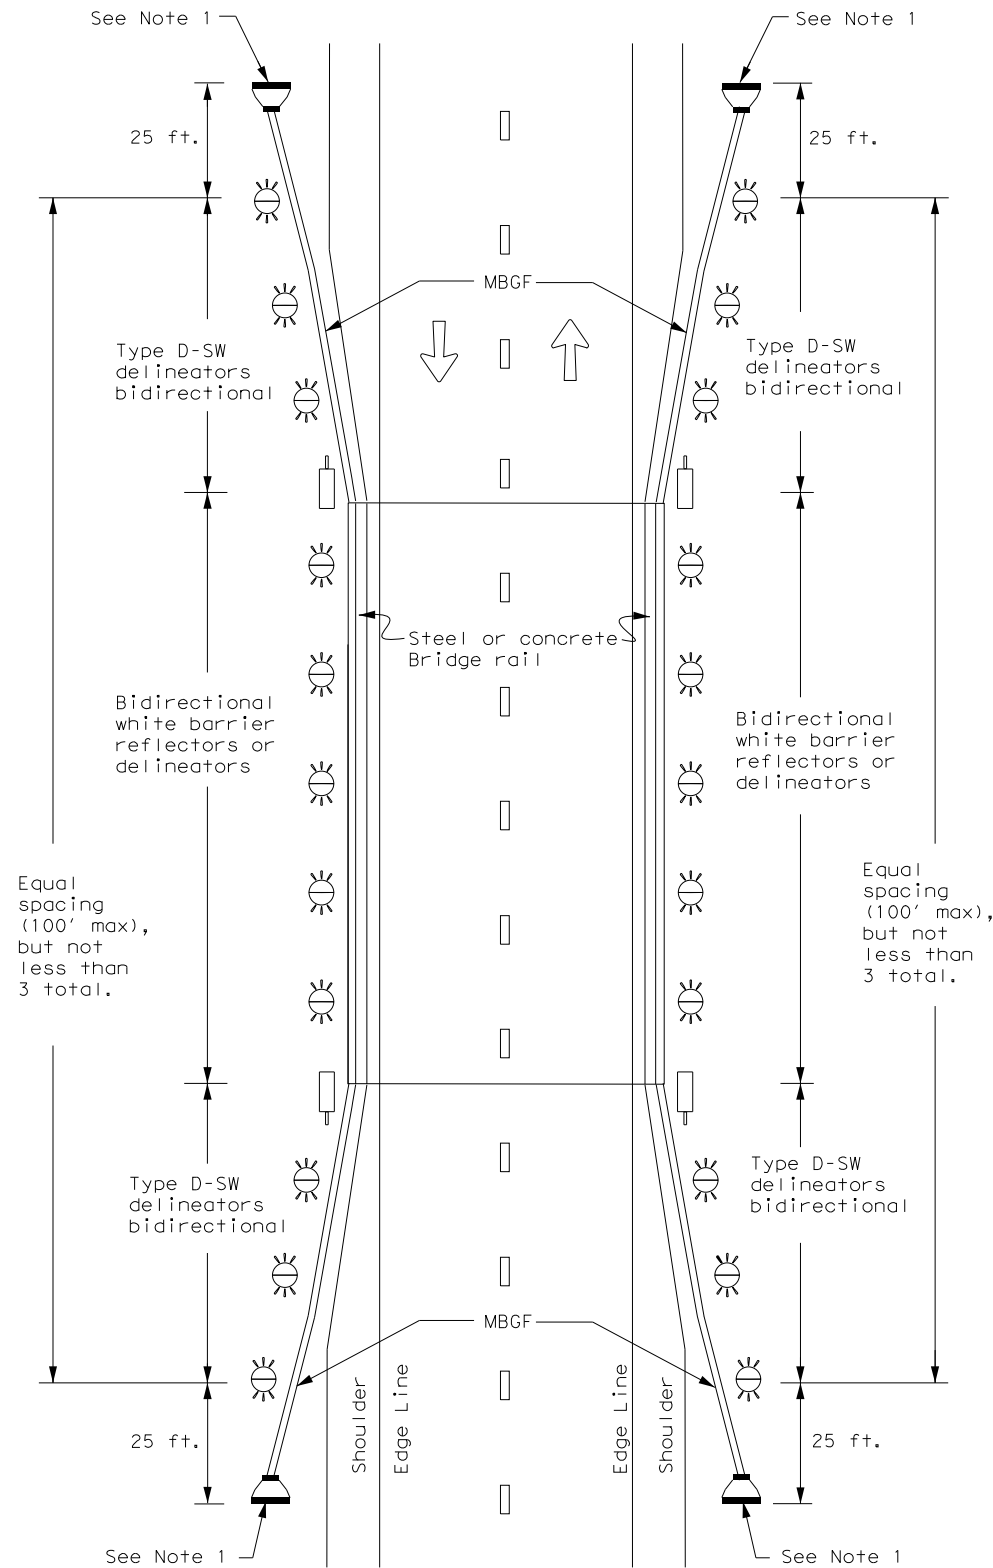 See Note 1
See Note 1
25 ft.
25 ft.
MBGF
Type D-SW
delineators
bidirectional
Type D-SW
delineators
bidirectional
Steel or concrete
Bridge rail
Bidirectional
white barrier
reflectors or
delineators
Bidirectional
white barrier
reflectors or
delineators
Equal
spacing
(100' max),
but not
less than
3 total.
Equal
spacing
(100' max),
but not
less than
3 total.
Type D-SW
delineators
bidirectional
Type D-SW
delineators
bidirectional
MBGF
Shoulder
Edge Line
Edge Line
Shoulder
25 ft.
25 ft.
See Note 1
See Note 1